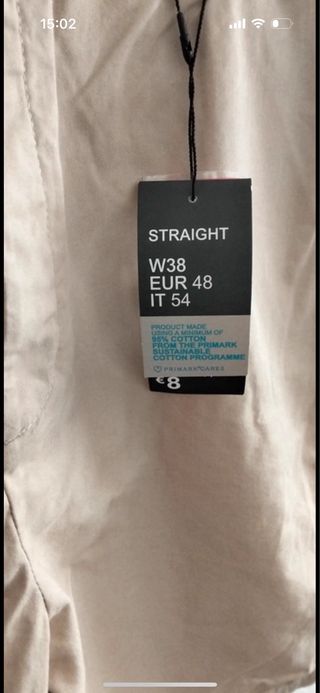 15:02
STRAIGHT
W38
EUR 48
IT 54
PRODUCT MADE
USING A MINIMUM OF
95% COTTON
FROM THE PRIMARK
SUSTAINABLE
COTTON PROGRAMME
PRIMARK CARES
€8